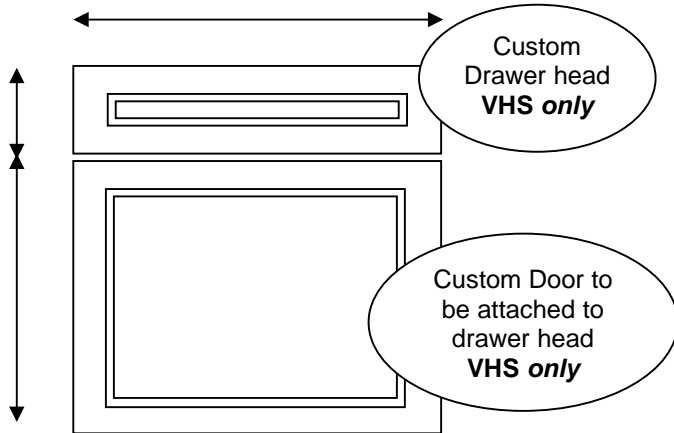 Custom
Drawer head
VHS only
Custom Door to
be attached to
drawer head
VHS only